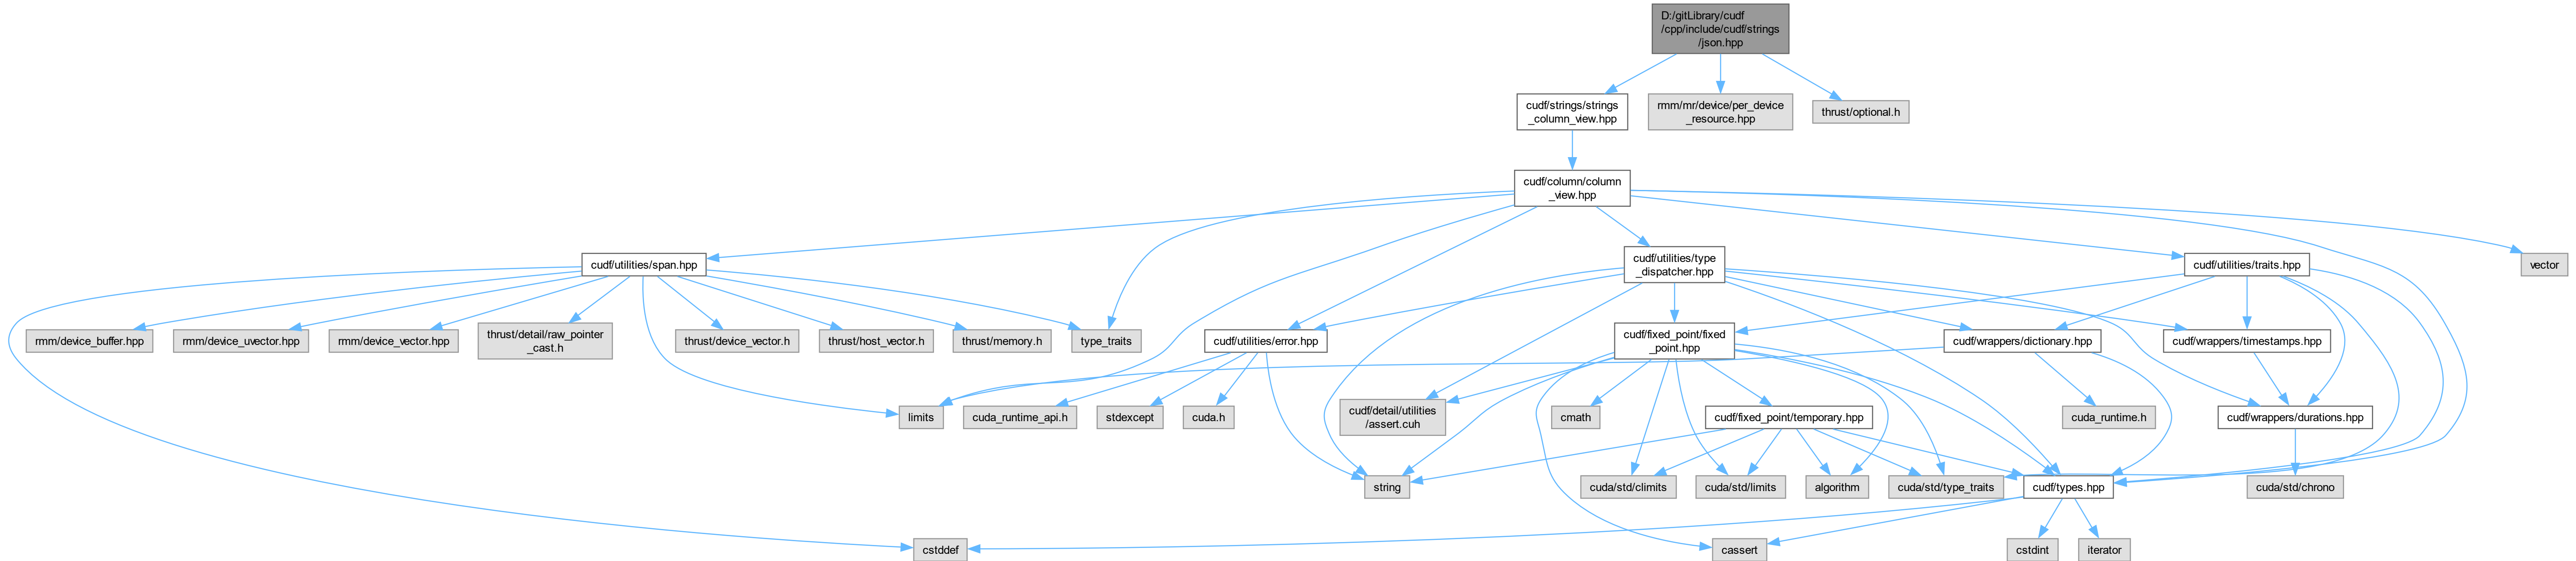 D:/gitLibrary/cudf
/cpp/include/cudf/strings
/json.hpp
cudf/strings/strings
_column_view.hpp
rmm/mr/device/per_device
_resource.hpp
thrust/optional.h
cudf/column/column
_view.hpp
cudf/utilities/span.hpp
cudf/utilities/type
_dispatcher.hpp
cudf/utilities/traits.hpp
vector
rmm/device_buffer.hpp
rmm/device_uvector.hpp
rmm/device_vector.hpp
thrust/detail/raw_pointer
_cast.h
thrust/device_vector.h
thrust/host_vector.h
thrust/memory.h
type_traits
cudf/utilities/error.hpp
cudf/fixed_point/fixed
_point.hpp
cudf/wrappers/dictionary.hpp
cudf/wrappers/timestamps.hpp
limits
cuda_runtime_api.h
stdexcept
cuda.h
cudf/detail/utilities
/assert.cuh
cmath
cudf/fixed_point/temporary.hpp
cuda_runtime.h
cudf/wrappers/durations.hpp
string
cuda/std/climits
cuda/std/limits
algorithm
cuda/std/type_traits
cudf/types.hpp
cuda/std/chrono
cstddef
cassert
cstdint
iterator